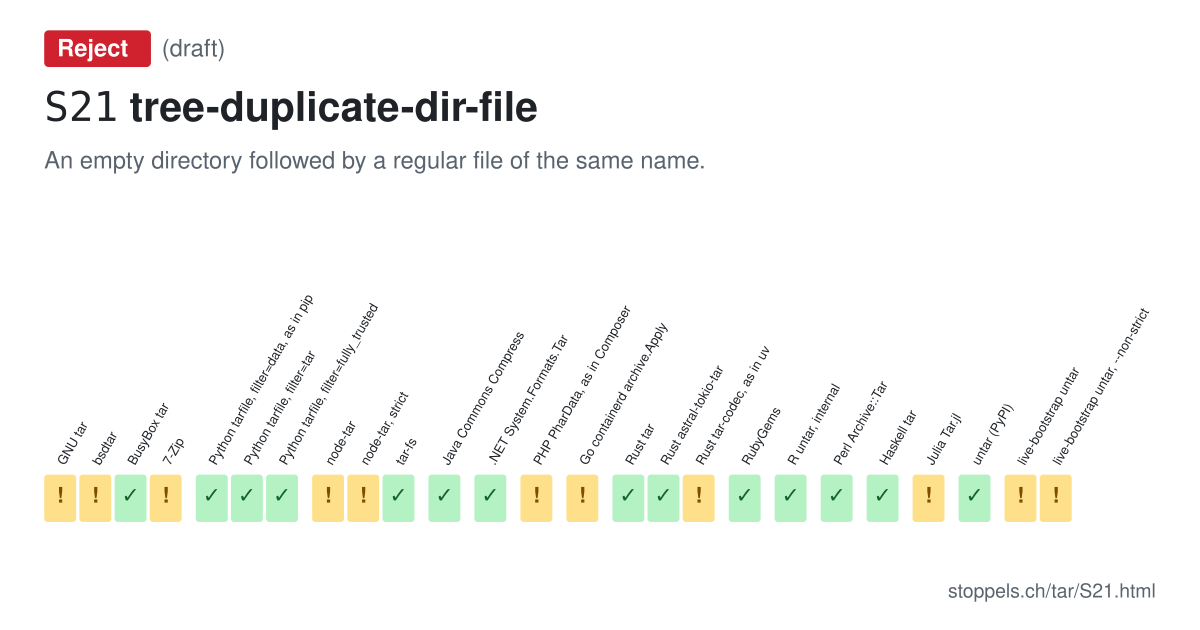 Reject (draft)
S21 tree-duplicate-dir-file
An empty directory followed by a regular file of the same name.
GNU tar
bsdtar
BusyBox tar
7-Zip
Python tarfile, filter=data, as in pip
Python tarfile, filter=tar
Python tarfile, filter=fully_trusted
node-tar
node-tar, strict
tar-fs
Java Commons Compress
.NET System.Formats.Tar
PHP PharData, as in Composer
Go containerd archive.Apply
Rust tar
Rust astral-tokio-tar
Rust tar-codec, as in uv
RubyGems
R untar, internal
Perl Archive::Tar
Haskell tar
Julia Tar.jl
untar (PyPI)
live-bootstrap untar
live-bootstrap untar, --non-strict
! ! ✓ ! ✓ ✓ ✓ ! ! ✓ ✓ ✓ ! ! ✓ ✓ ! ✓ ✓ ✓ ✓ ! ✓ ! !
stoppels.ch/tar/S21.html